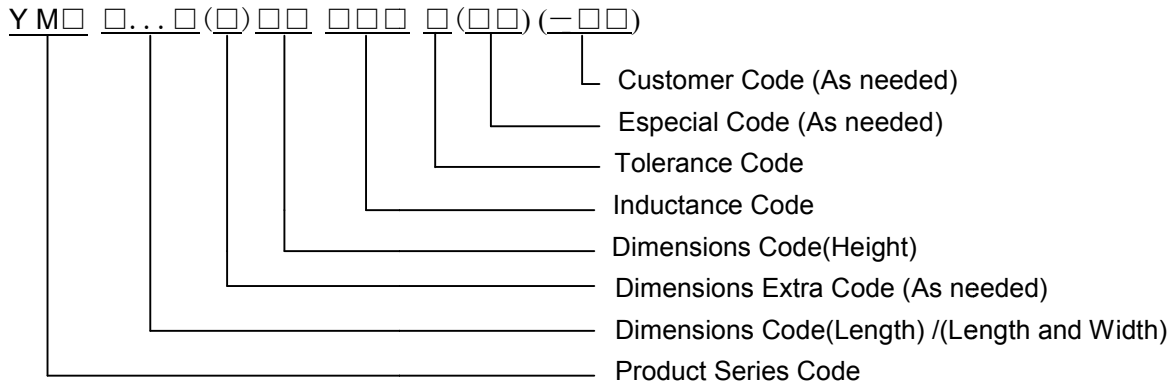 YM□ □...□(□)□□ □□□ □(□□)(-□□)
Customer Code (As needed)
Especial Code (As needed)
Tolerance Code
Inductance Code
Dimensions Code(Height)
Dimensions Extra Code (As needed)
Dimensions Code(Length) /(Length and Width)
Product Series Code